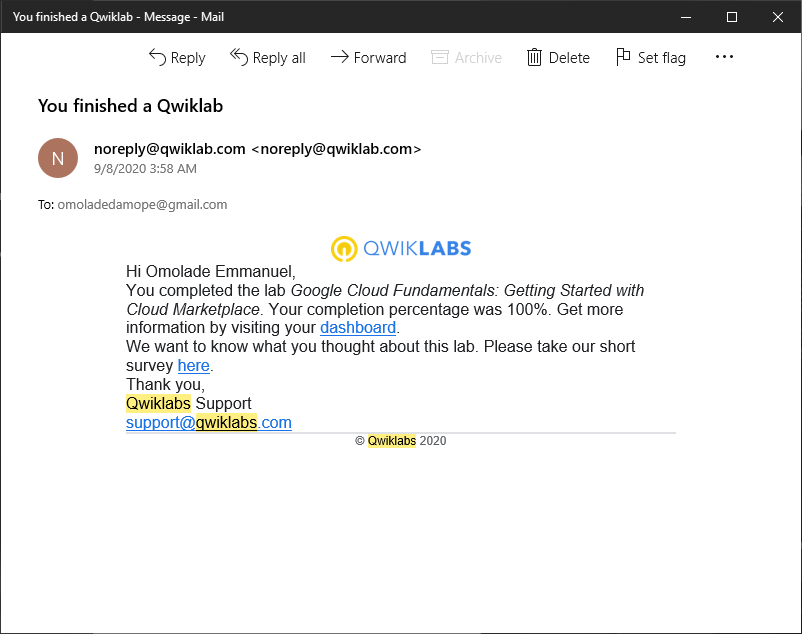 You finished a Qwiklab - Message - Mail
Reply Reply all Forward Archive Delete Set flag
You finished a Qwiklab
N
noreply@qwiklab.com <noreply@qwiklab.com>
9/8/2020 3:58 AM
To: omoladedamope@gmail.com
QWIKLABS
Hi Omolade Emmanuel,
You completed the lab Google Cloud Fundamentals: Getting Started with
Cloud Marketplace. Your completion percentage was 100%. Get more
information by visiting your dashboard.
We want to know what you thought about this lab. Please take our short
survey here.
Thank you,
Qwiklabs Support
support@qwiklabs.com
© Qwiklabs 2020